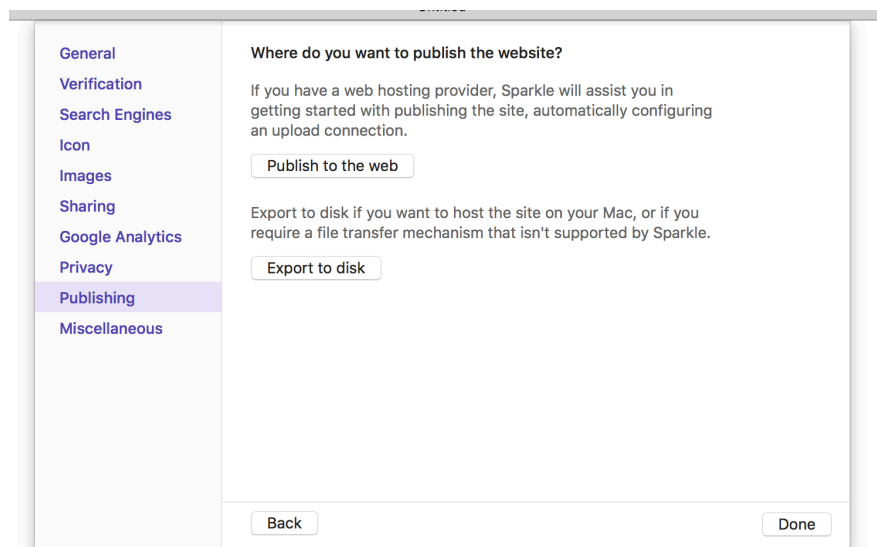 General
Verification
Search Engines
Icon
Images
Sharing
Google Analytics
Privacy
Publishing
Miscellaneous
Where do you want to publish the website?
If you have a web hosting provider, Sparkle will assist you in
getting started with publishing the site, automatically configuring
an upload connection.
Publish to the web
Export to disk if you want to host the site on your Mac, or if you
require a file transfer mechanism that isn't supported by Sparkle.
Export to disk
Back
Done